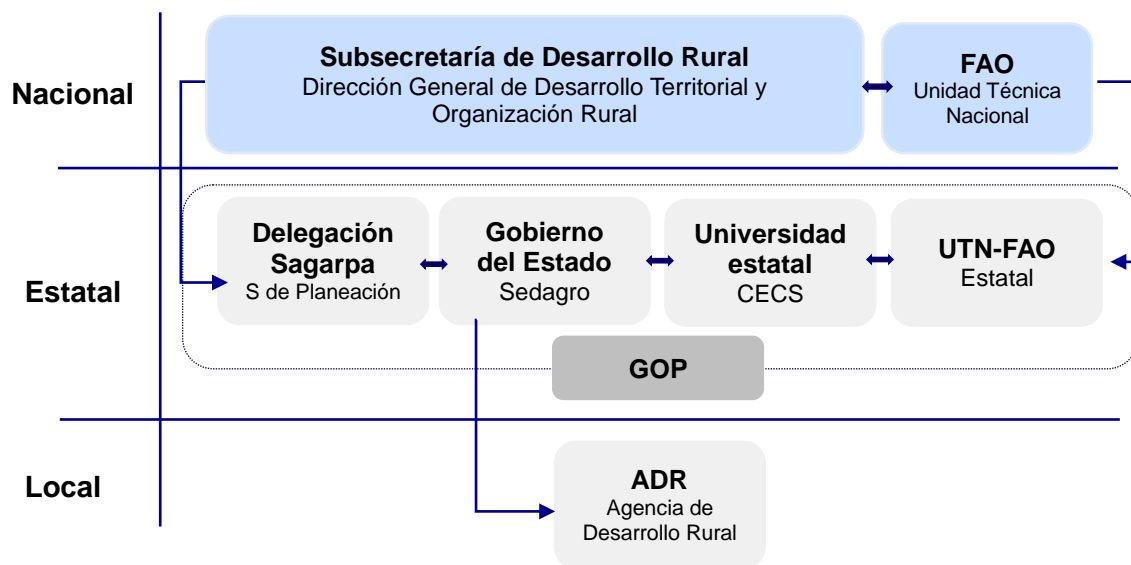 Nacional
Subsecretaría de Desarrollo Rural
Dirección General de Desarrollo Territorial y
Organización Rural
FAO
Unidad Técnica
Nacional
Estatal
Delegación
Sagarpa
S de Planeación
Gobierno
del Estado
Sedagro
Universidad
estatal
CECS
UTN-FAO
Estatal
GOP
Local
ADR
Agencia de
Desarrollo Rural